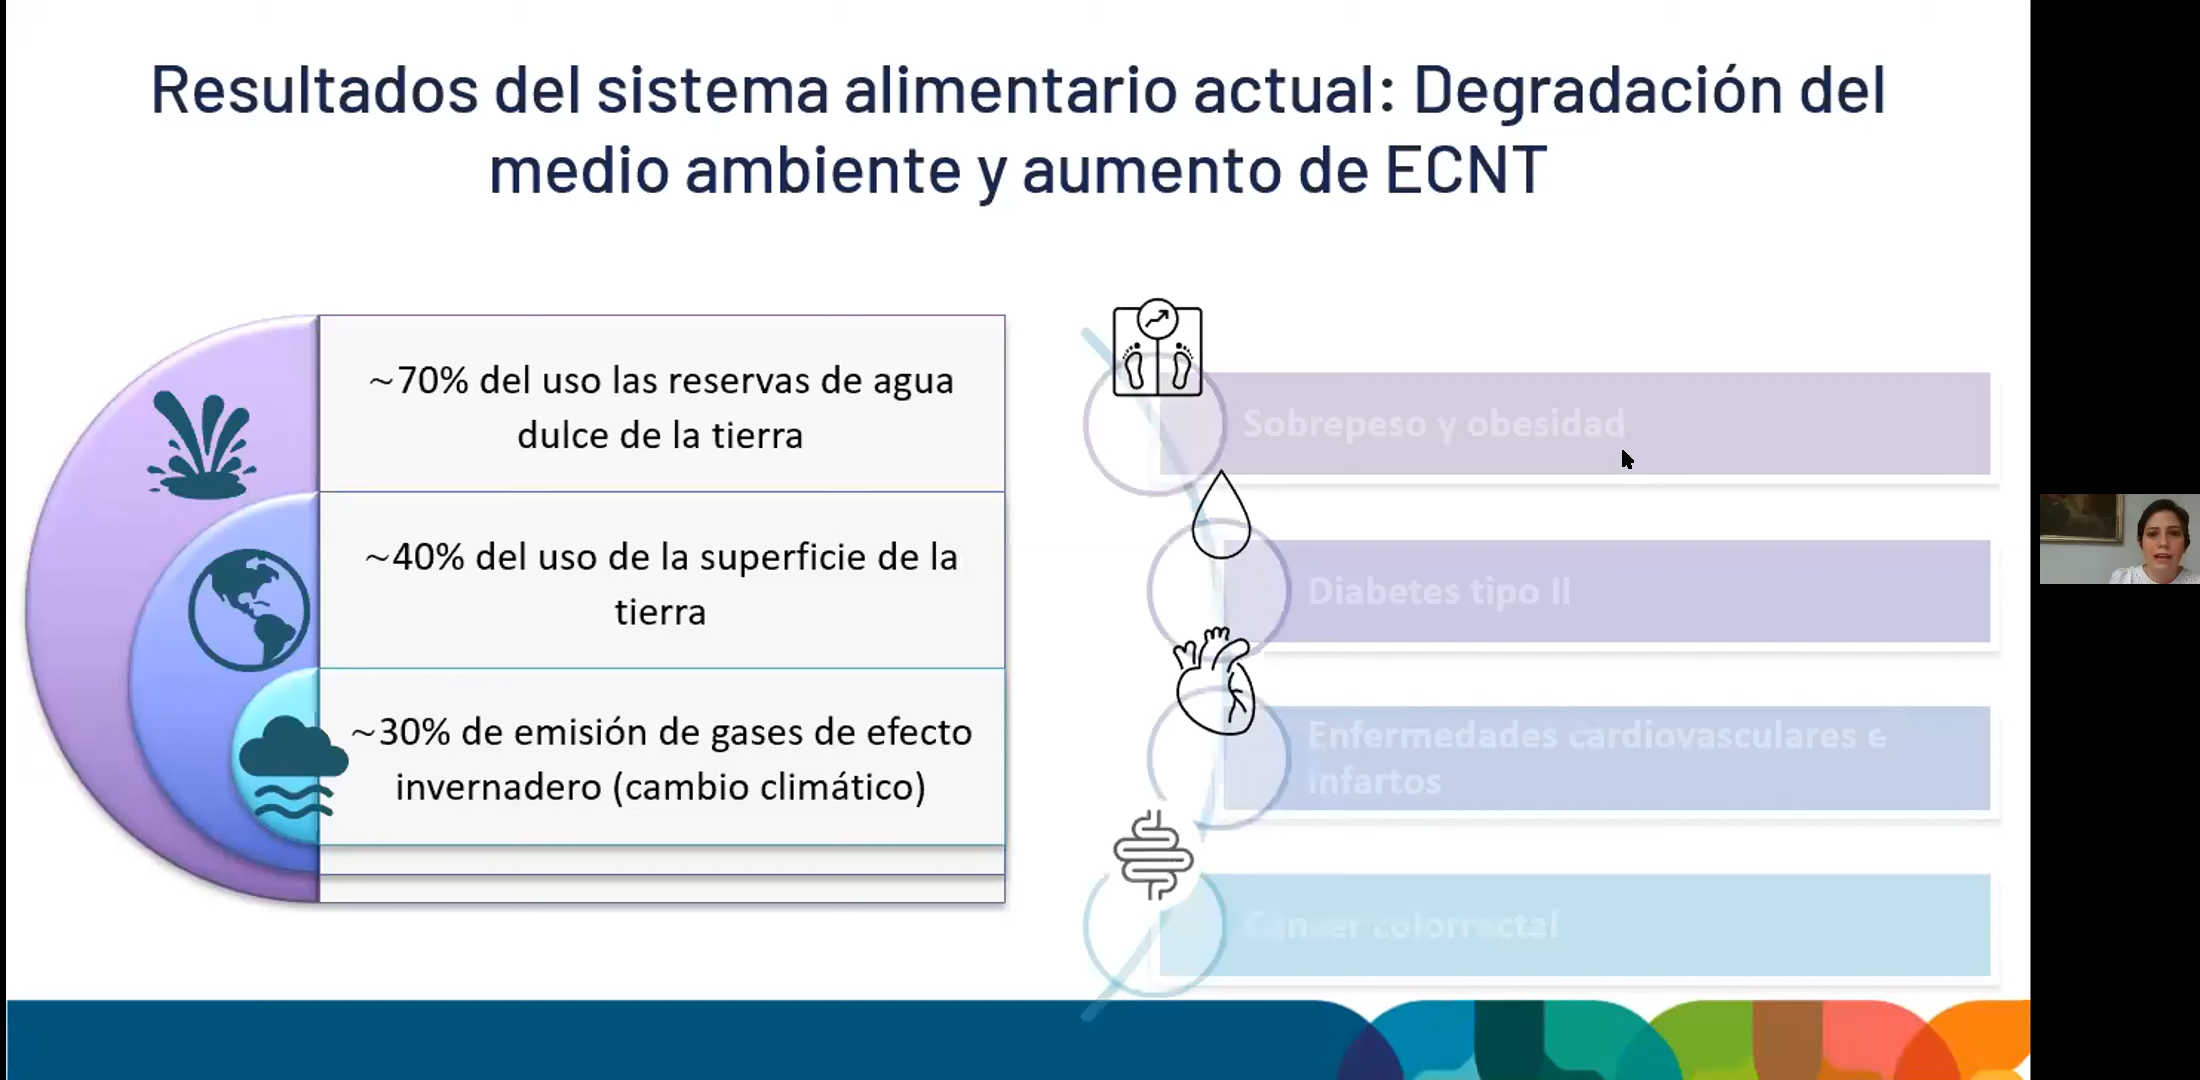 Resultados del sistema alimentario actual: Degradación del
medio ambiente y aumento de ECNT
~70% del uso las reservas de agua
dulce de la tierra
~40% del uso de la superficie de la
tierra
~30% de emisión de gases de efecto
invernadero (cambio climático)
Sobrepeso y obesidad
Diabetes tipo II
Enfermedades cardiovasculares e
infartos
Cáncer colorrectal